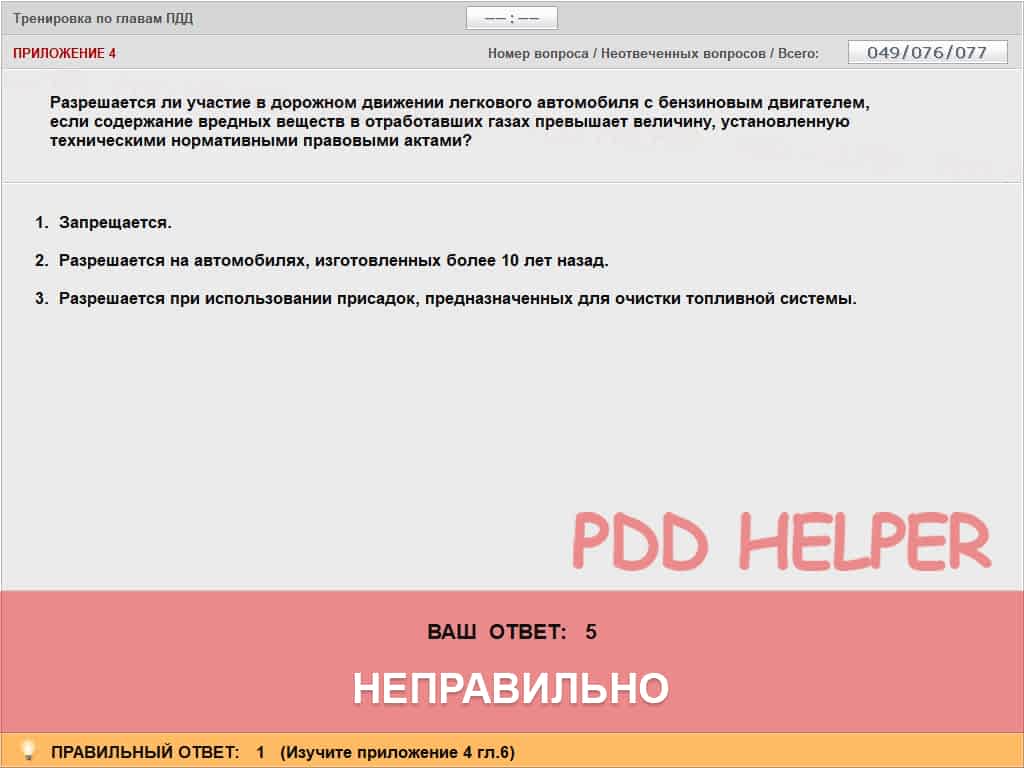 Тренировка по главам ПДД
—— : ——
ПРИЛОЖЕНИЕ 4
Номер вопроса / Неотвеченных вопросов / Всего: 049/076/077
Разрешается ли участие в дорожном движении легкового автомобиля с бензиновым двигателем,
если содержание вредных веществ в отработавших газах превышает величину, установленную
техническими нормативными правовыми актами?
1. Запрещается.
2. Разрешается на автомобилях, изготовленных более 10 лет назад.
3. Разрешается при использовании присадок, предназначенных для очистки топливной системы.
PDD HELPER
ВАШ ОТВЕТ: 5
НЕПРАВИЛЬНО
ПРАВИЛЬНЫЙ ОТВЕТ: 1 (Изучите приложение 4 гл.6)